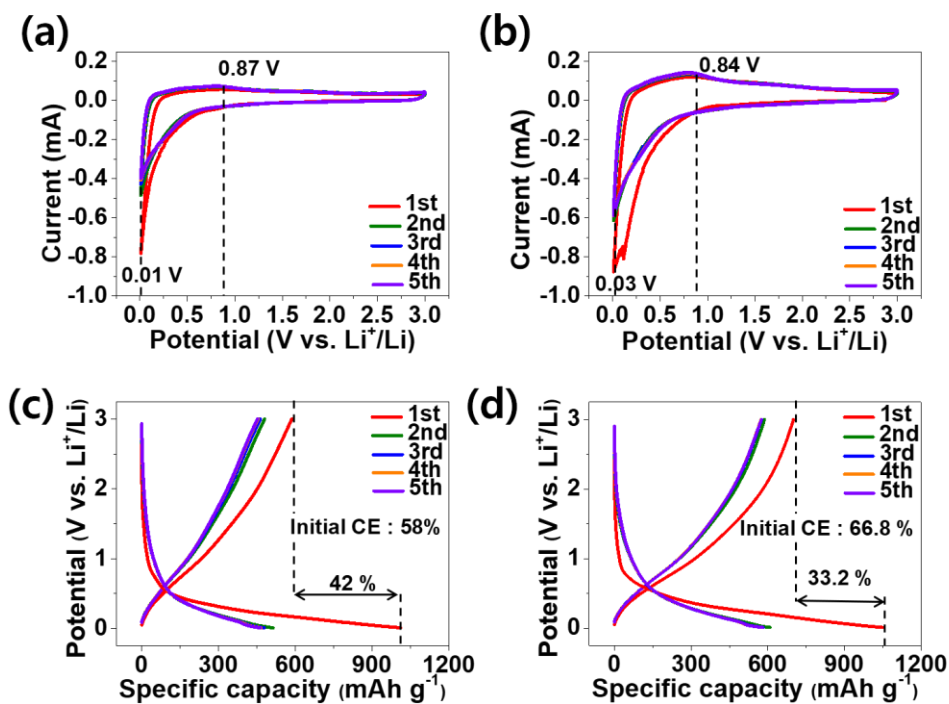 (a)
0.2
0.0
-0.2
-0.4
-0.6
-0.8
-1.0
Current (mA)
0.87 V
0.01 V
1st
2nd
3rd
4th
5th
0.0 0.5 1.0 1.5 2.0 2.5 3.0
Potential (V vs. Li⁺/Li)
(b)
0.2
0.0
-0.2
-0.4
-0.6
-0.8
-1.0
Current (mA)
0.84 V
0.03 V
1st
2nd
3rd
4th
5th
0.0 0.5 1.0 1.5 2.0 2.5 3.0
Potential (V vs. Li⁺/Li)
(c)
3
2
1
0
Potential (V vs. Li⁺/Li)
1st
2nd
3rd
4th
5th
Initial CE : 58%
42 %
0 300 600 900 1200
Specific capacity (mAh g⁻¹)
(d)
3
2
1
0
Potential (V vs. Li⁺/Li)
1st
2nd
3rd
4th
5th
Initial CE : 66.8 %
33.2 %
0 300 600 900 1200
Specific capacity (mAh g⁻¹)